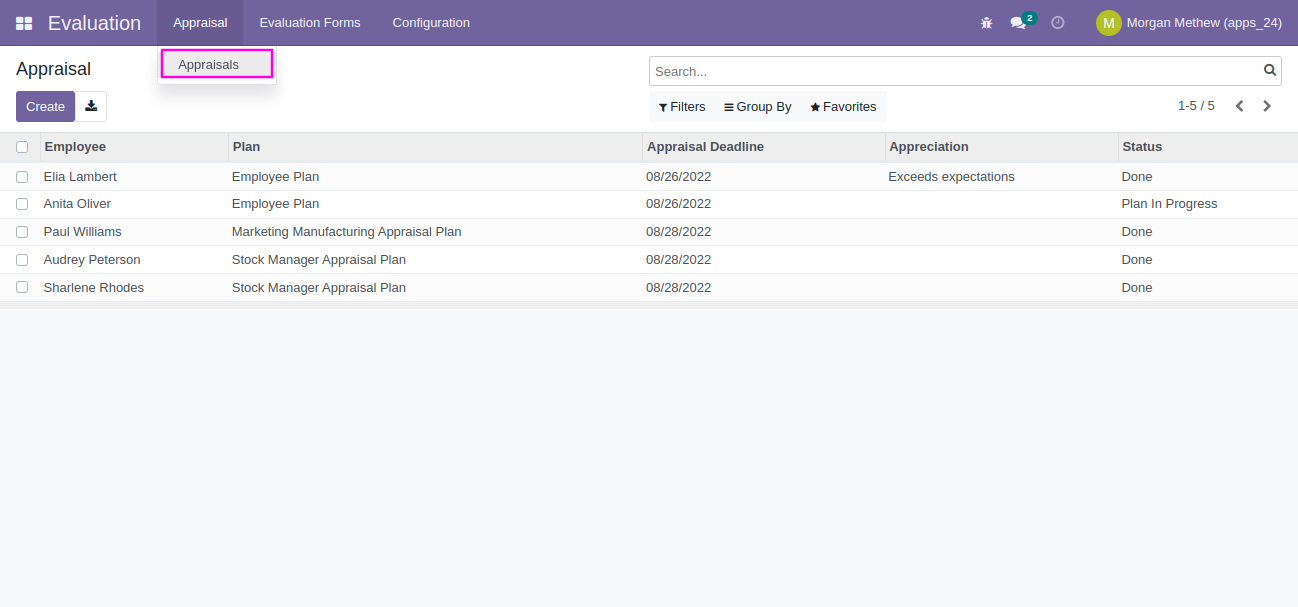 Evaluation Appraisal Evaluation Forms Configuration 2 M Morgan Methew (apps_24)
Appraisals
Appraisal
Search...
Create Filters Group By Favorites 1-5 / 5
Employee Plan Appraisal Deadline Appreciation Status
Elia Lambert Employee Plan 08/26/2022 Exceeds expectations Done
Anita Oliver Employee Plan 08/26/2022 Plan In Progress
Paul Williams Marketing Manufacturing Appraisal Plan 08/28/2022 Done
Audrey Peterson Stock Manager Appraisal Plan 08/28/2022 Done
Sharlene Rhodes Stock Manager Appraisal Plan 08/28/2022 Done